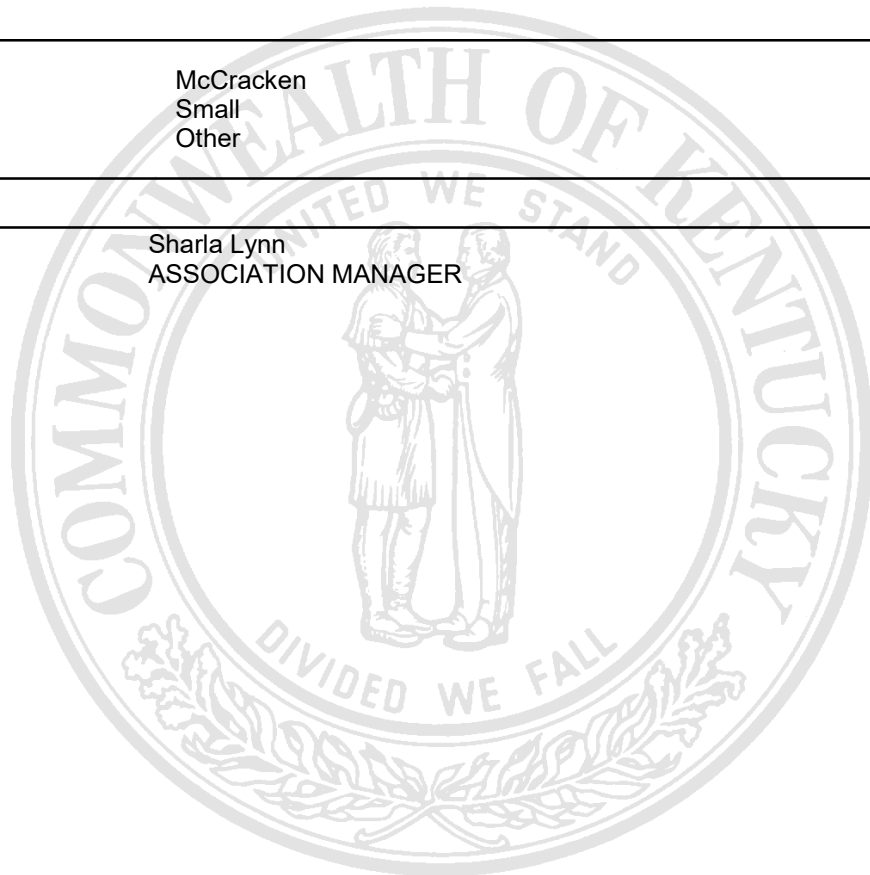 McCracken
Small
Other
Sharla Lynn
ASSOCIATION MANAGER
COMMONWEALTH OF KENTUCKY
UNITED WE STAND
DIVIDED WE FALL